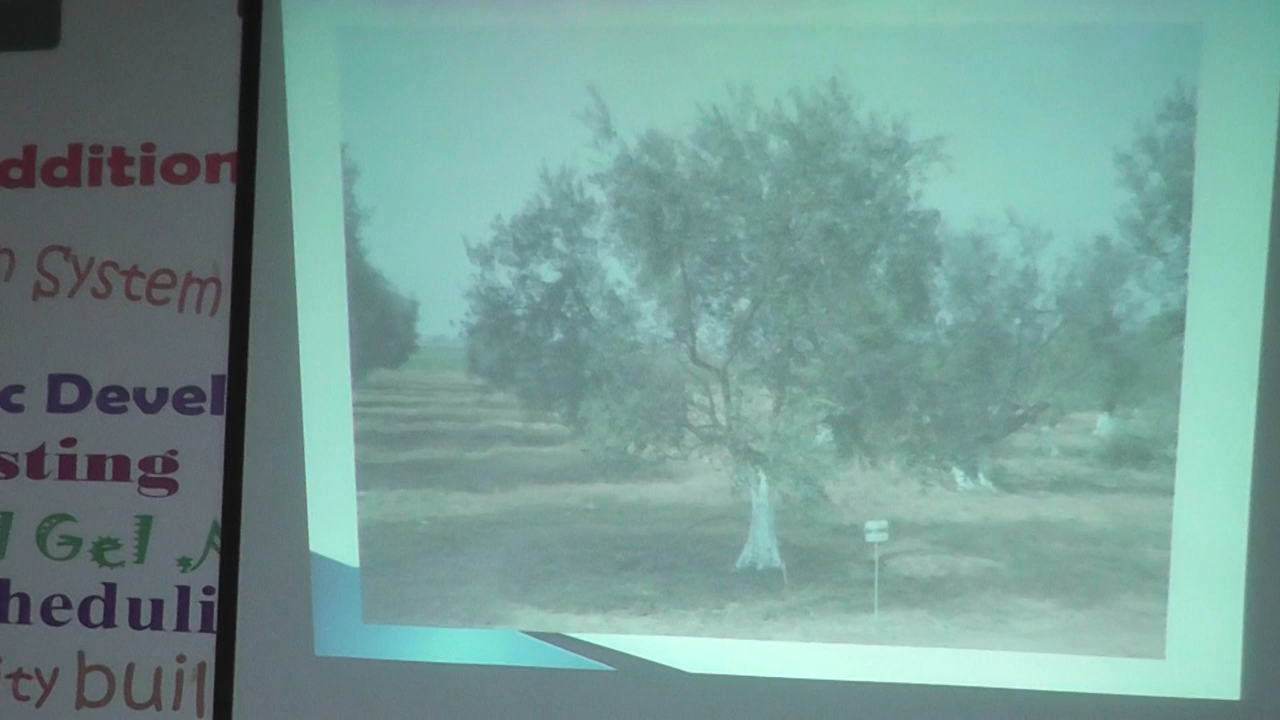 ddition
n System
c Devel
sting
l Gel A
heduli
ity buil